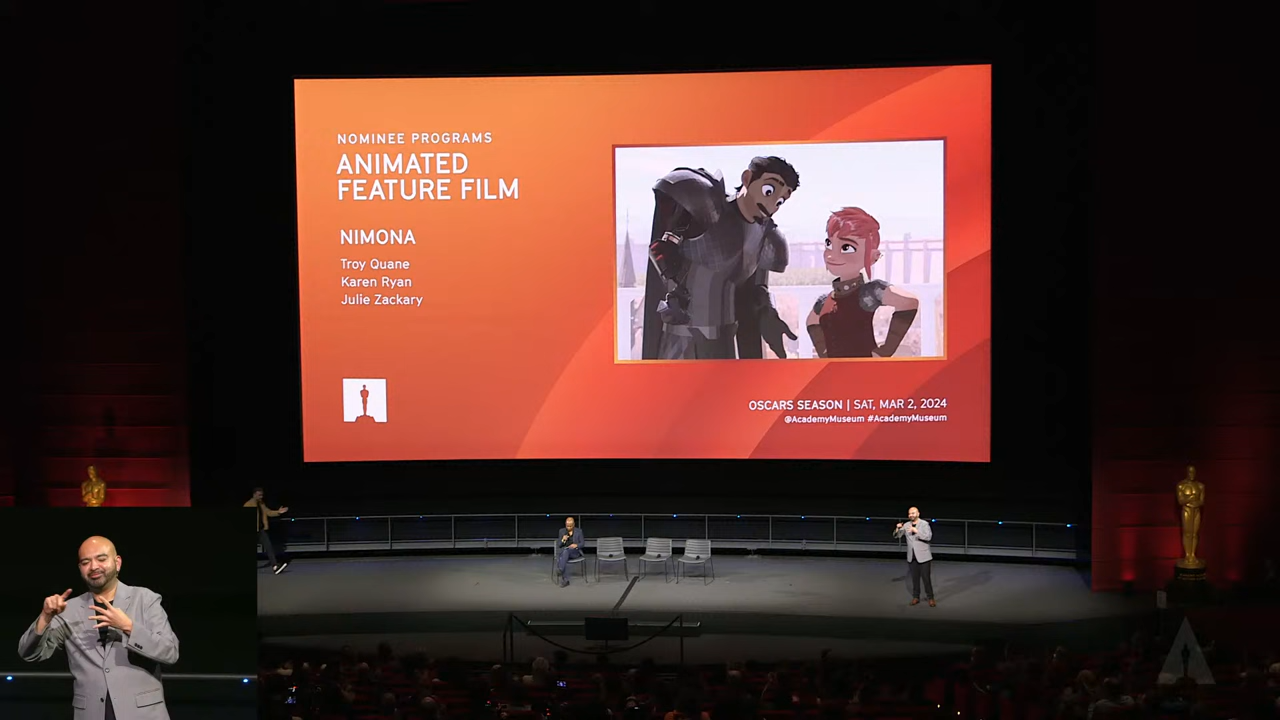 NOMINEE PROGRAMS
ANIMATED
FEATURE FILM
NIMONA
Troy Quane
Karen Ryan
Julie Zackary
OSCARS SEASON | SAT, MAR 2, 2024
@AcademyMuseum #AcademyMuseum